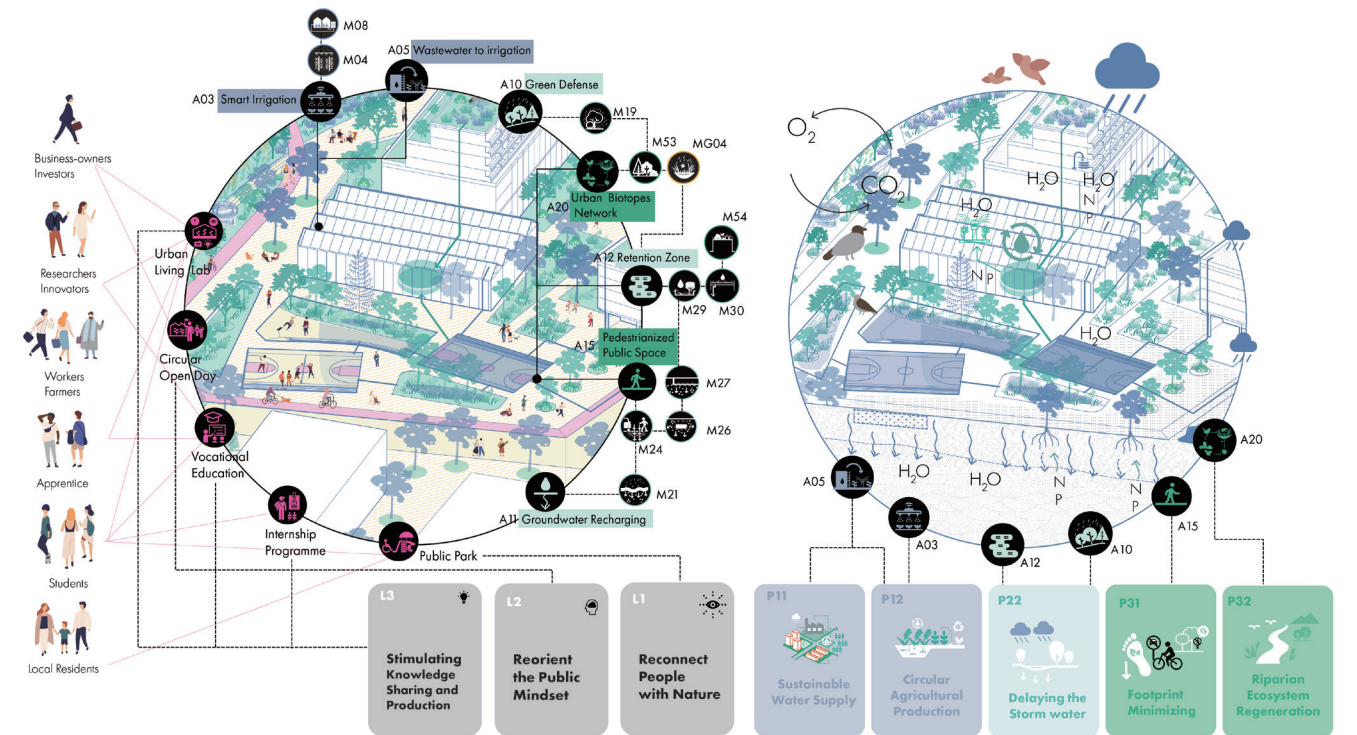 M08
M04
A05 Wastewater to irrigation
A03 Smart Irrigation
A10 Green Defense
M19
M53
MG04
A20
Urban Biotopes
Network
M54
A12 Retention Zone
M29
M30
A15
Pedestrianized
Public Space
M27
M26
M24
M21
A11 Groundwater Recharging
Business-owners
Investors
Researchers
Innovators
Workers
Farmers
Apprentice
Students
Local Residents
Urban
Living Lab
Circular
Open Day
Vocational
Education
Internship
Programme
Public Park
L3
Stimulating
Knowledge
Sharing and
Production
L2
Reorient
the Public
Mindset
L1
Reconnect
People
with Nature
O2
CO2
H2O
H2O
N
P
H2O
N P
H2O
H2O
H2O
N
P
N
P
A05
A03
A12
A10
A15
A20
P11
Sustainable
Water Supply
P12
Circular
Agricultural
Production
P22
Delaying the
Storm water
P31
Footprint
Minimizing
P32
Riparian
Ecosystem
Regeneration